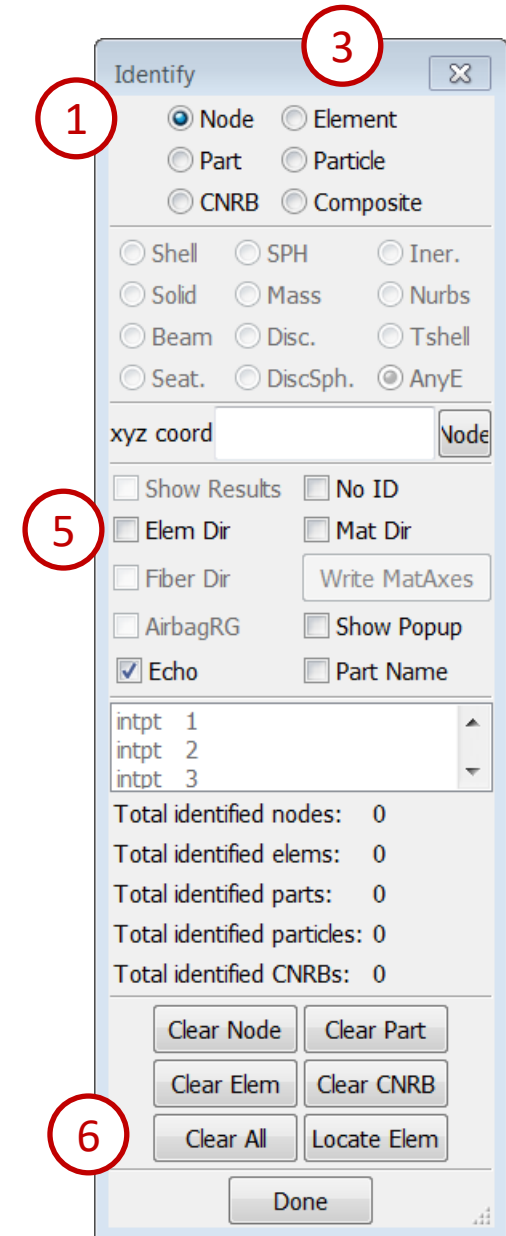 3
Identify
1
Node Element
Part Particle
CNRB Composite
Shell SPH Iner.
Solid Mass Nurbs
Beam Disc. Tshell
Seat. DiscSph. AnyE
xyz coord Node
Show Results No ID
5
Elem Dir Mat Dir
Fiber Dir Write MatAxes
AirbagRG Show Popup
Echo Part Name
intpt 1
intpt 2
intpt 3
Total identified nodes: 0
Total identified elems: 0
Total identified parts: 0
Total identified particles: 0
Total identified CNRBs: 0
Clear Node Clear Part
Clear Elem Clear CNRB
6
Clear All Locate Elem
Done